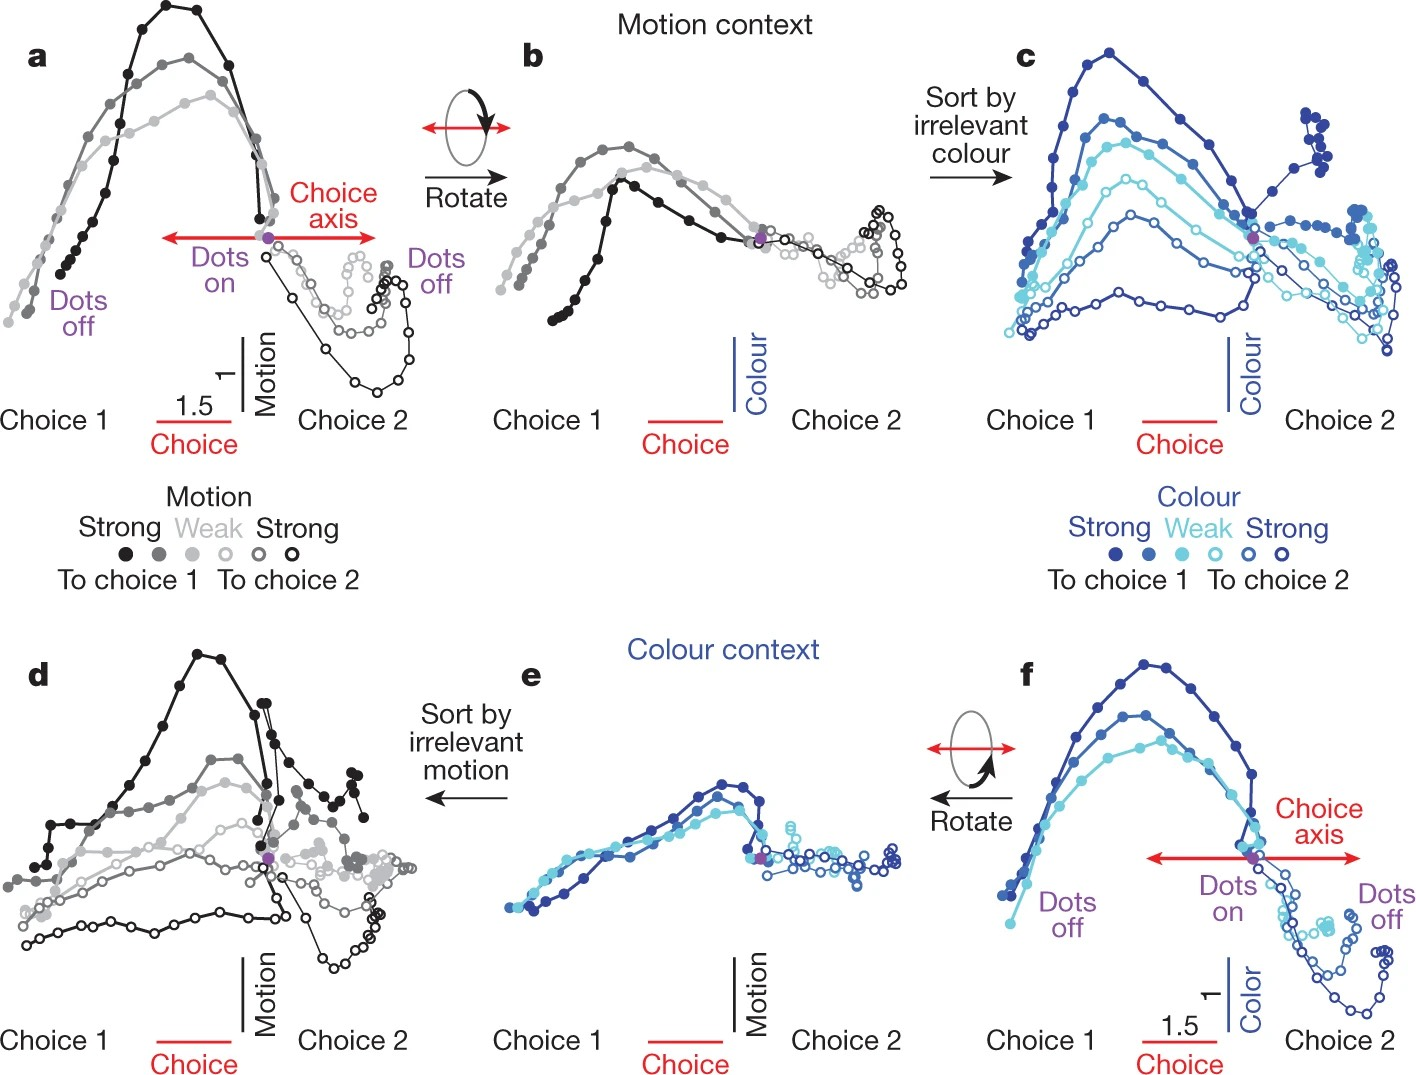 Motion context
a
b
c
Choice
axis
Dots
on
Dots
off
Dots
off
Rotate
Sort by
irrelevant
colour
1
Motion
1.5
Choice 1
Choice
Choice 2
Colour
Choice 1
Choice
Choice 2
Colour
Choice 1
Choice
Choice 2
Motion
Strong Weak Strong
To choice 1 To choice 2
Colour
Strong Weak Strong
To choice 1 To choice 2
Colour context
d
e
f
Sort by
irrelevant
motion
Rotate
Choice
axis
Dots
on
Dots
off
Dots
off
Motion
Choice 1
Choice
Choice 2
Motion
Choice 1
Choice
Choice 2
1
Color
1.5
Choice 1
Choice
Choice 2